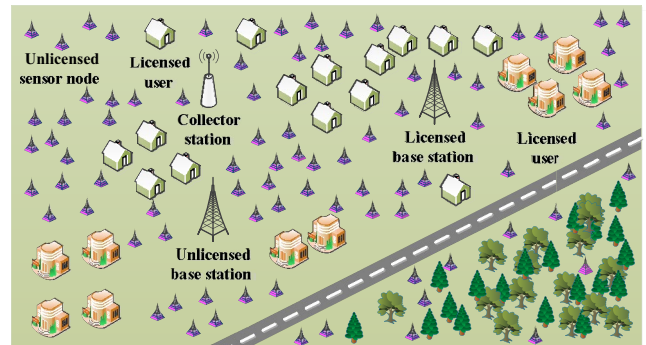 Unlicensed
sensor node
Licensed
user
Collector
station
Licensed
base station
Licensed
user
Unlicensed
base station